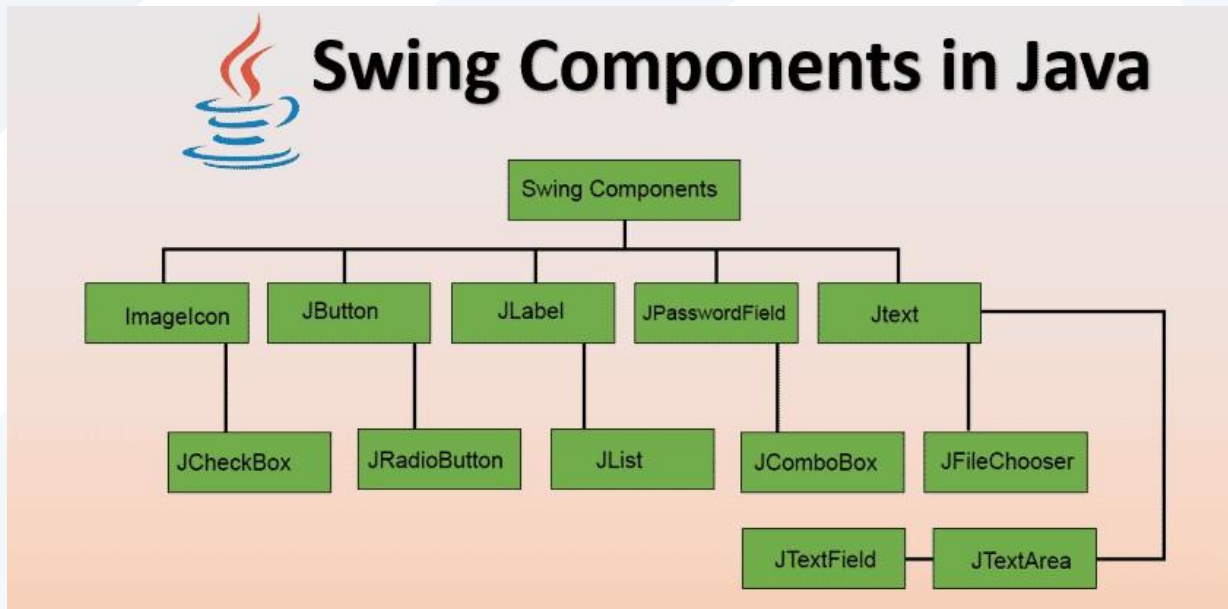 Swing Components in Java
Swing Components
ImageIcon
JButton
JLabel
JPasswordField
Jtext
JCheckBox
JRadioButton
JList
JComboBox
JFileChooser
JTextField
JTextArea